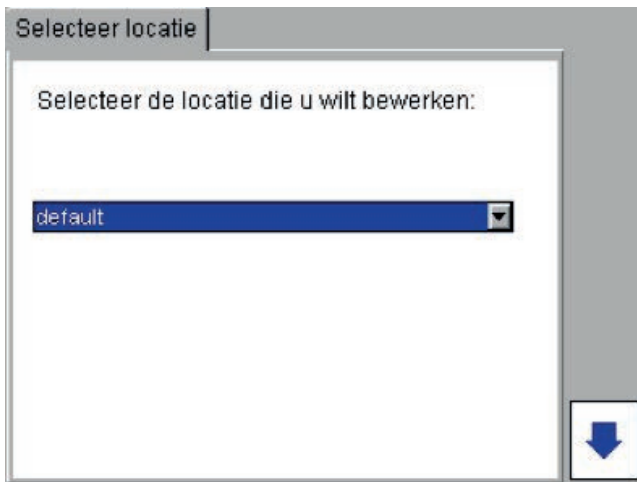 Selecteer locatie
Selecteer de locatie die u wilt bewerken:
default